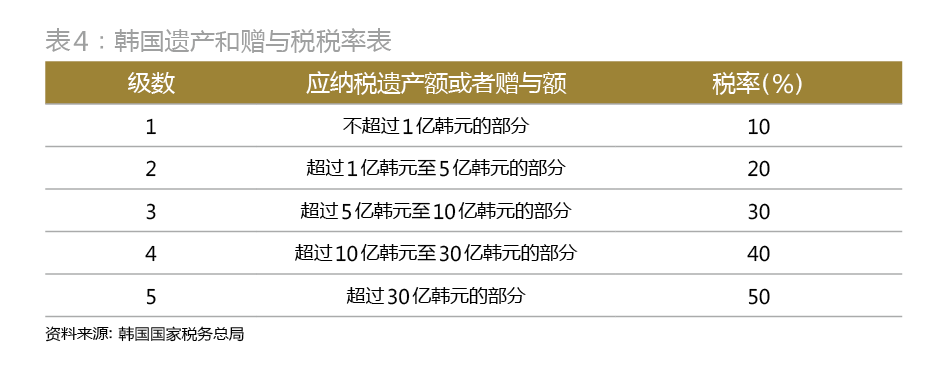 表4：韩国遗产和赠与税税率表
级数 应纳税遗产额或者赠与额 税率(%)
1 不超过1亿韩元的部分 10
2 超过1亿韩元至5亿韩元的部分 20
3 超过5亿韩元至10亿韩元的部分 30
4 超过10亿韩元至30亿韩元的部分 40
5 超过30亿韩元的部分 50
资料来源: 韩国国家税务总局